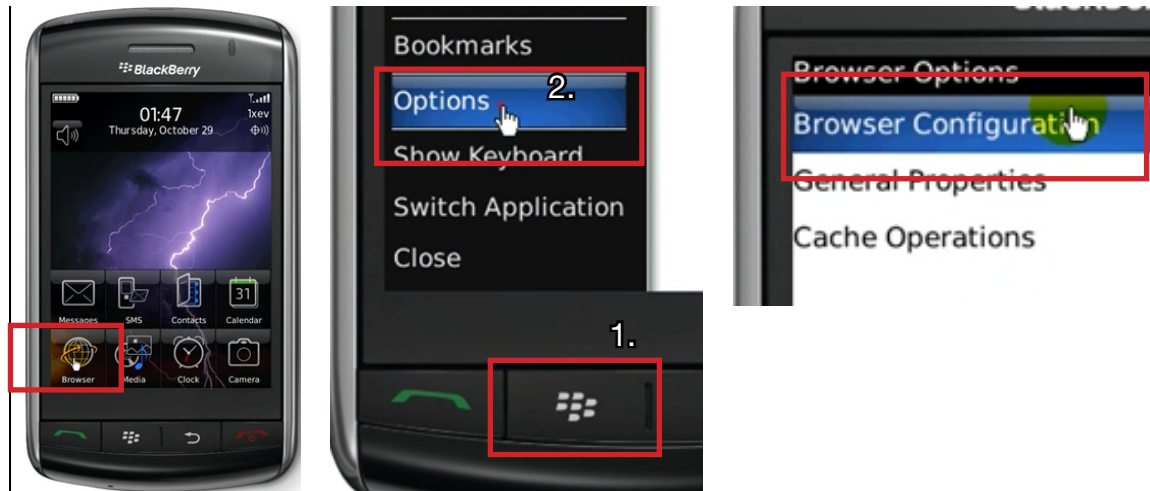 BlackBerry
01:47
1xev
Thursday, October 29
31
Messages
SMS
Contacts
Calendar
Browser
Media
Clock
Camera
Bookmarks
Options
2.
Show Keyboard
Switch Application
Close
1.
Browser Options
Browser Configuration
General Properties
Cache Operations